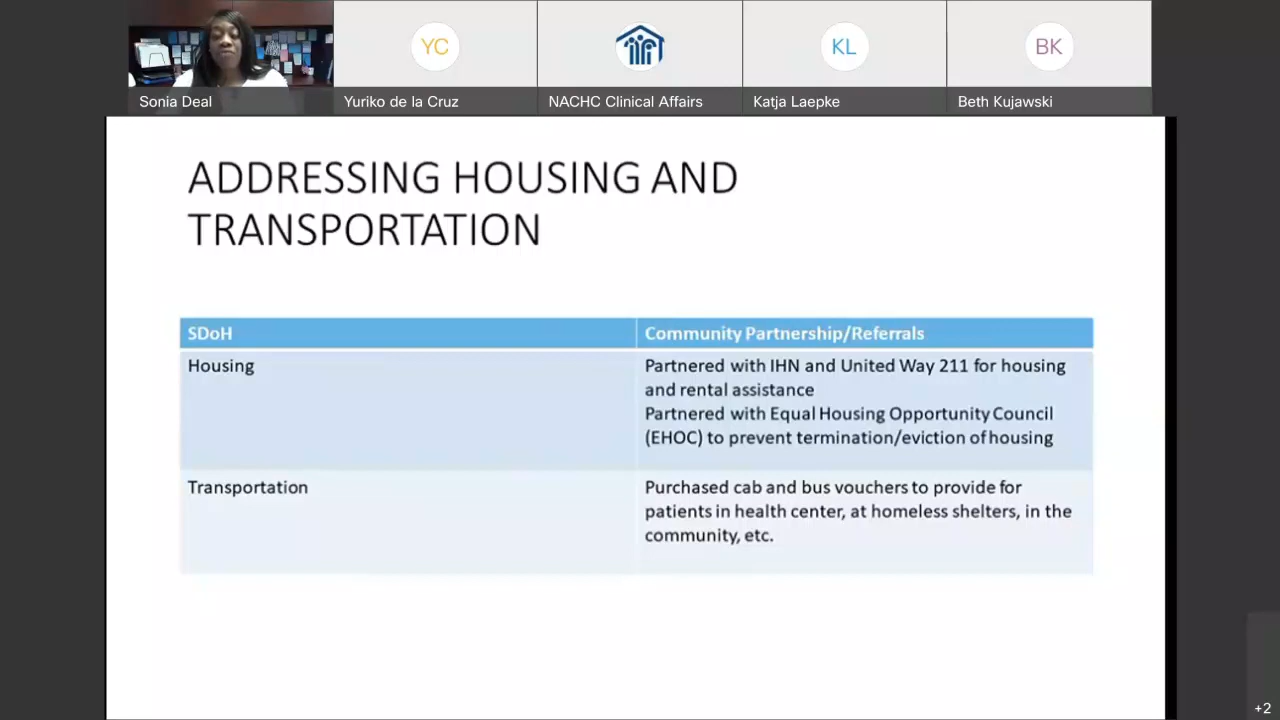 YC
KL
BK
Sonia Deal
Yuriko de la Cruz
NACHC Clinical Affairs
Katja Laepke
Beth Kujawski
ADDRESSING HOUSING AND
TRANSPORTATION
SDoH
Community Partnership/Referrals
Housing
Partnered with IHN and United Way 211 for housing
and rental assistance
Partnered with Equal Housing Opportunity Council
(EHOC) to prevent termination/eviction of housing
Transportation
Purchased cab and bus vouchers to provide for
patients in health center, at homeless shelters, in the
community, etc.
+2